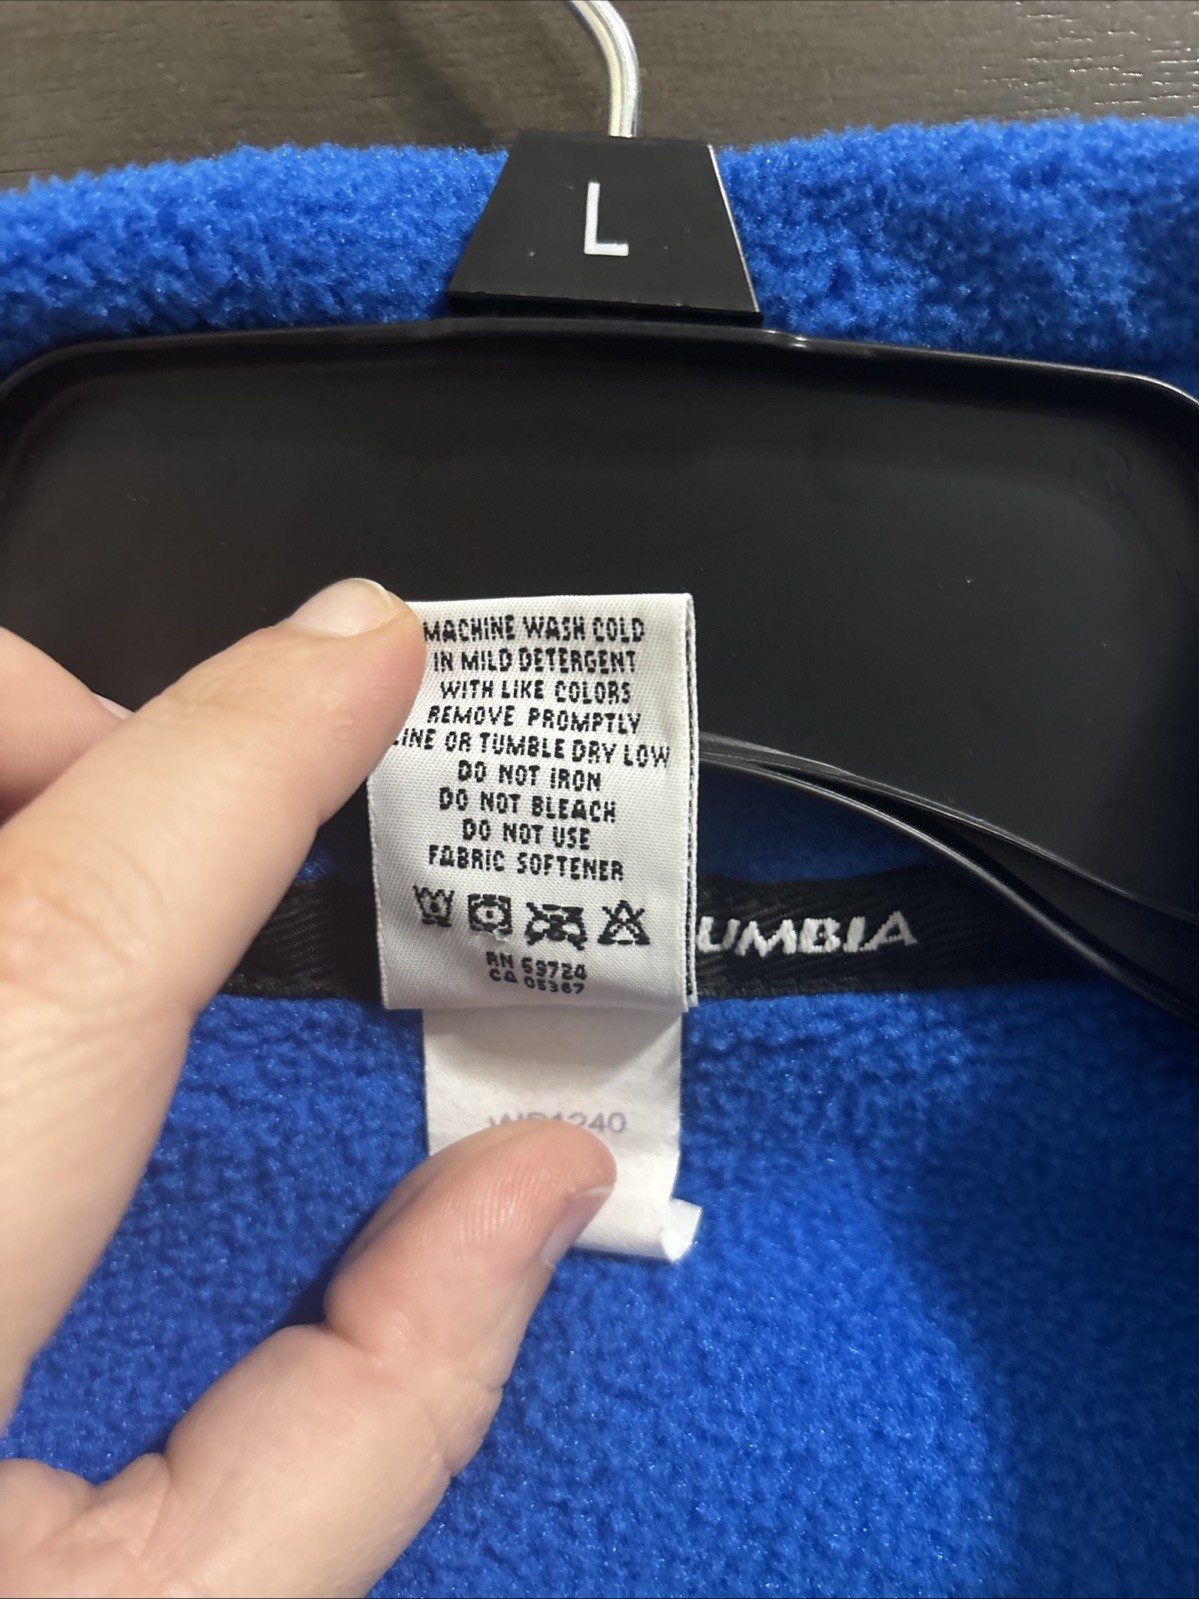 L
MACHINE WASH COLD
IN MILD DETERGENT
WITH LIKE COLORS
REMOVE PROMPTLY
LINE OR TUMBLE DRY LOW
DO NOT IRON
DO NOT BLEACH
DO NOT USE
FABRIC SOFTENER
UMBIA
RN 69724
CA 05367
1240